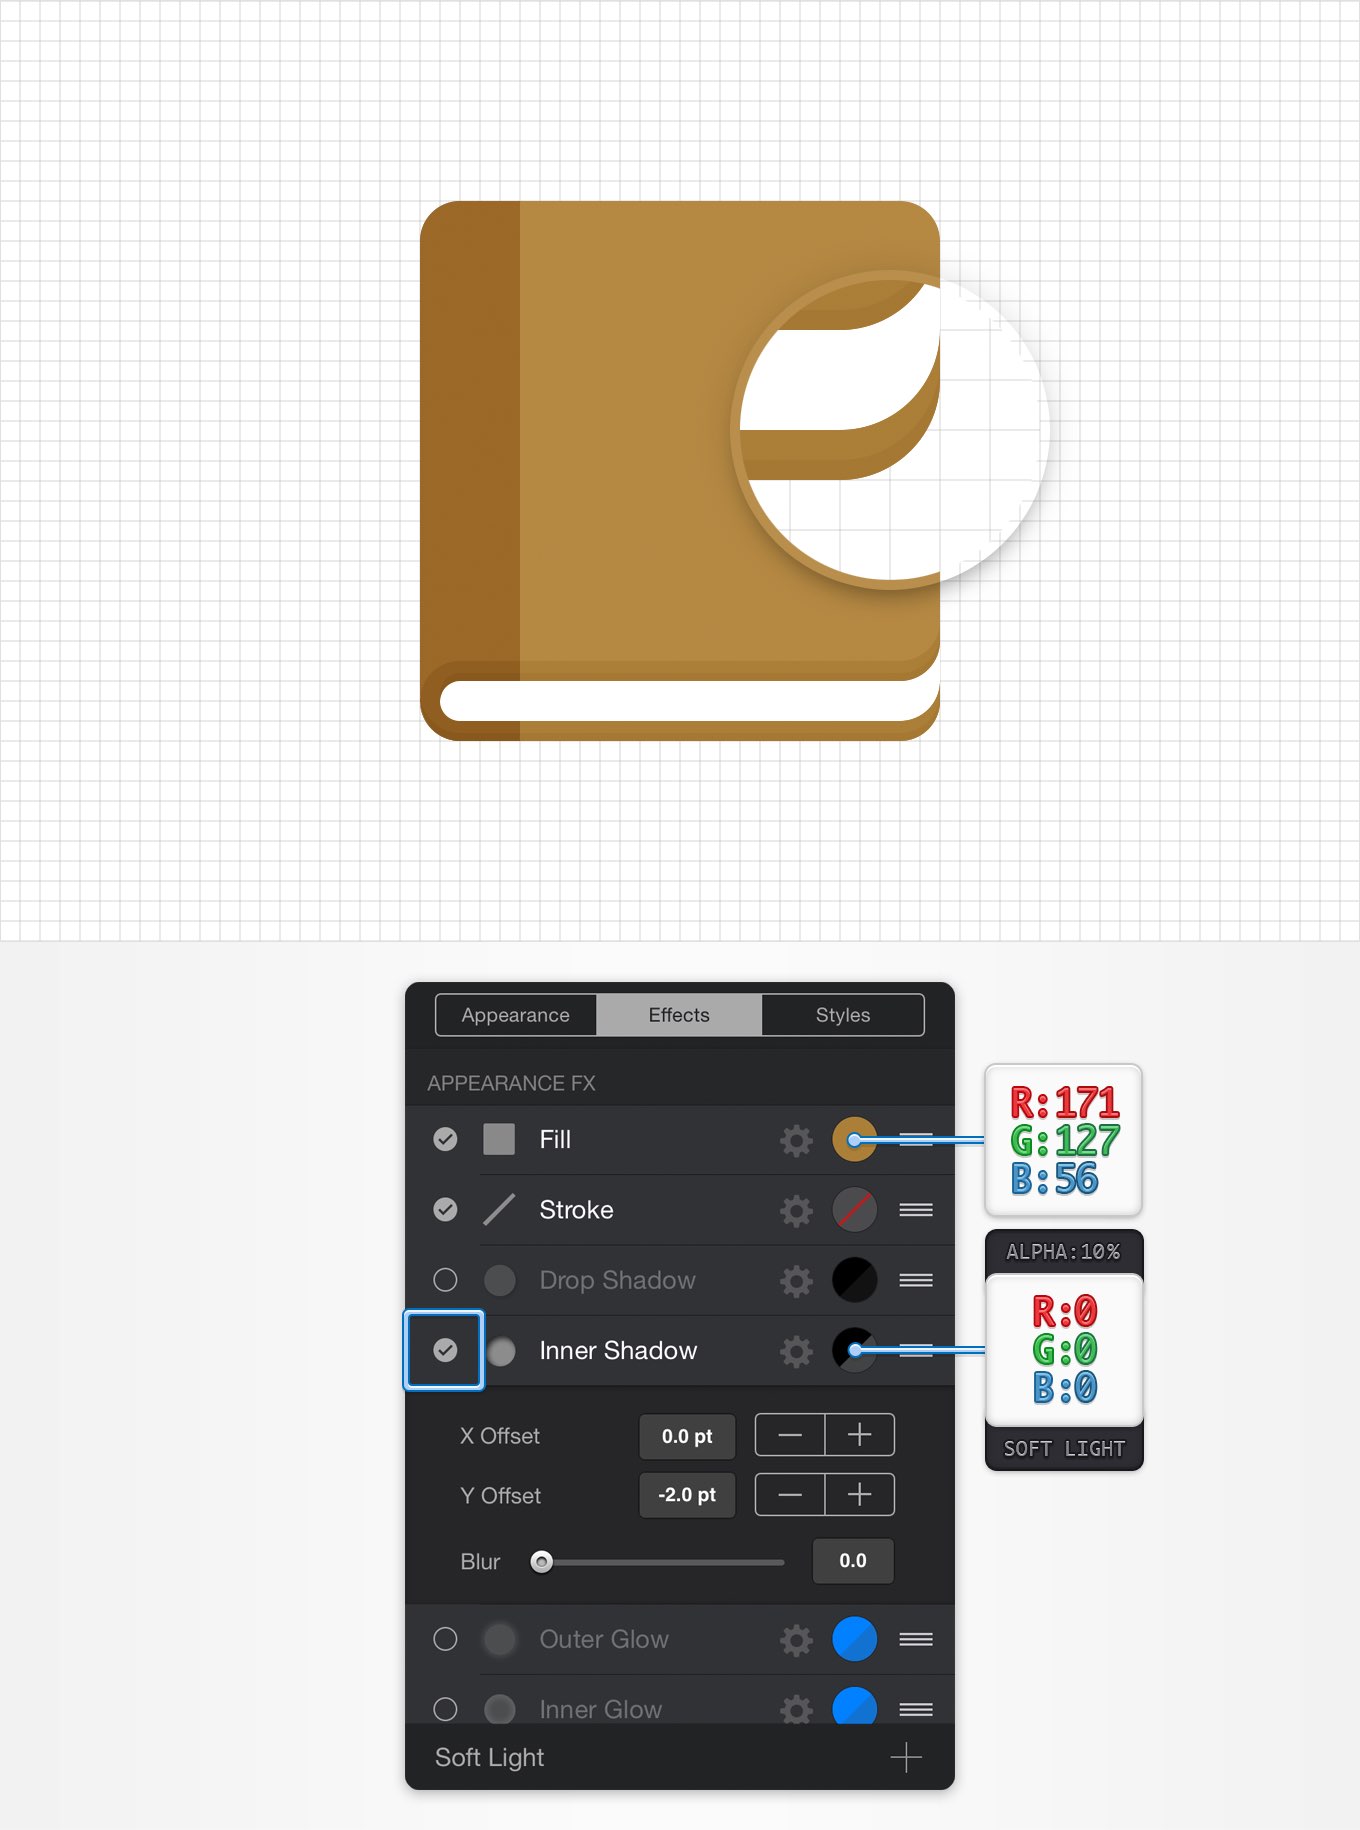 Appearance Effects Styles
APPEARANCE FX
Fill
R:171
G:127
B:56
Stroke
Drop Shadow
ALPHA:10%
Inner Shadow
R:0
G:0
B:0
SOFT LIGHT
X Offset 0.0 pt
Y Offset -2.0 pt
Blur 0.0
Outer Glow
Inner Glow
Soft Light